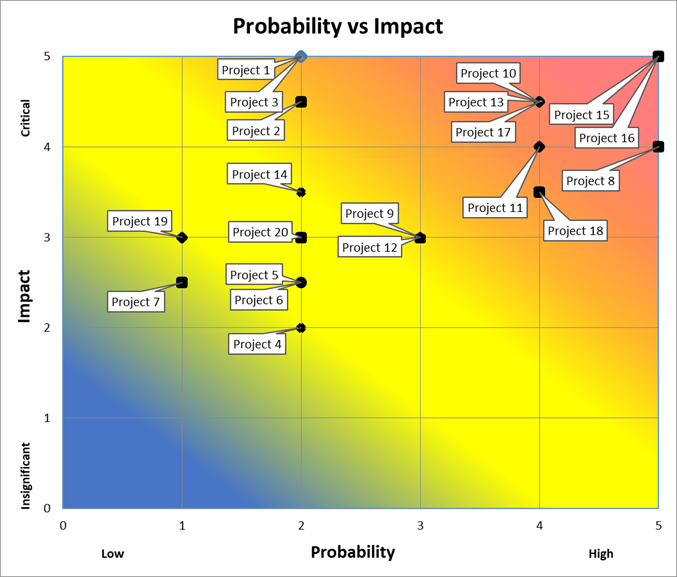 Probability vs Impact
5
Project 1
Project 10
Project 3
Project 13
Project 15
Critical
Project 2
Project 17
Project 16
4
Project 14
Project 8
Project 19
Project 9
Project 11
3
Project 20
Project 12
Project 18
Impact
Project 5
Project 7
Project 6
2
Project 4
1
Insignificant
0
0 1 2 3 4 5
Low Probability High